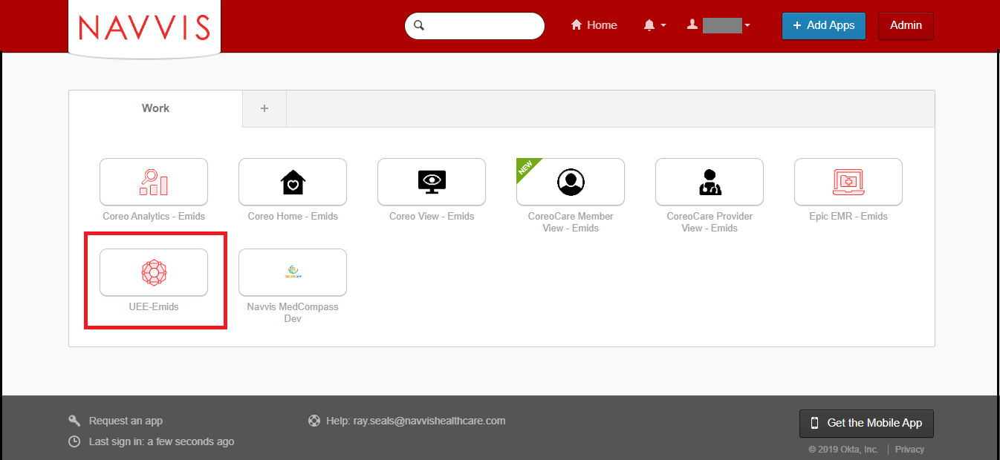 NAVVIS
Home
+ Add Apps
Admin
Work
+
NEW
Coreo Analytics - Emids
Coreo Home - Emids
Coreo View - Emids
CoreoCare Member
View - Emids
CoreoCare Provider
View - Emids
Epic EMR - Emids
UEE-Emids
Navvis MedCompass
Dev
Request an app
Help: ray.seals@navvishealthcare.com
Get the Mobile App
Last sign in: a few seconds ago
© 2019 Okta, Inc.
Privacy